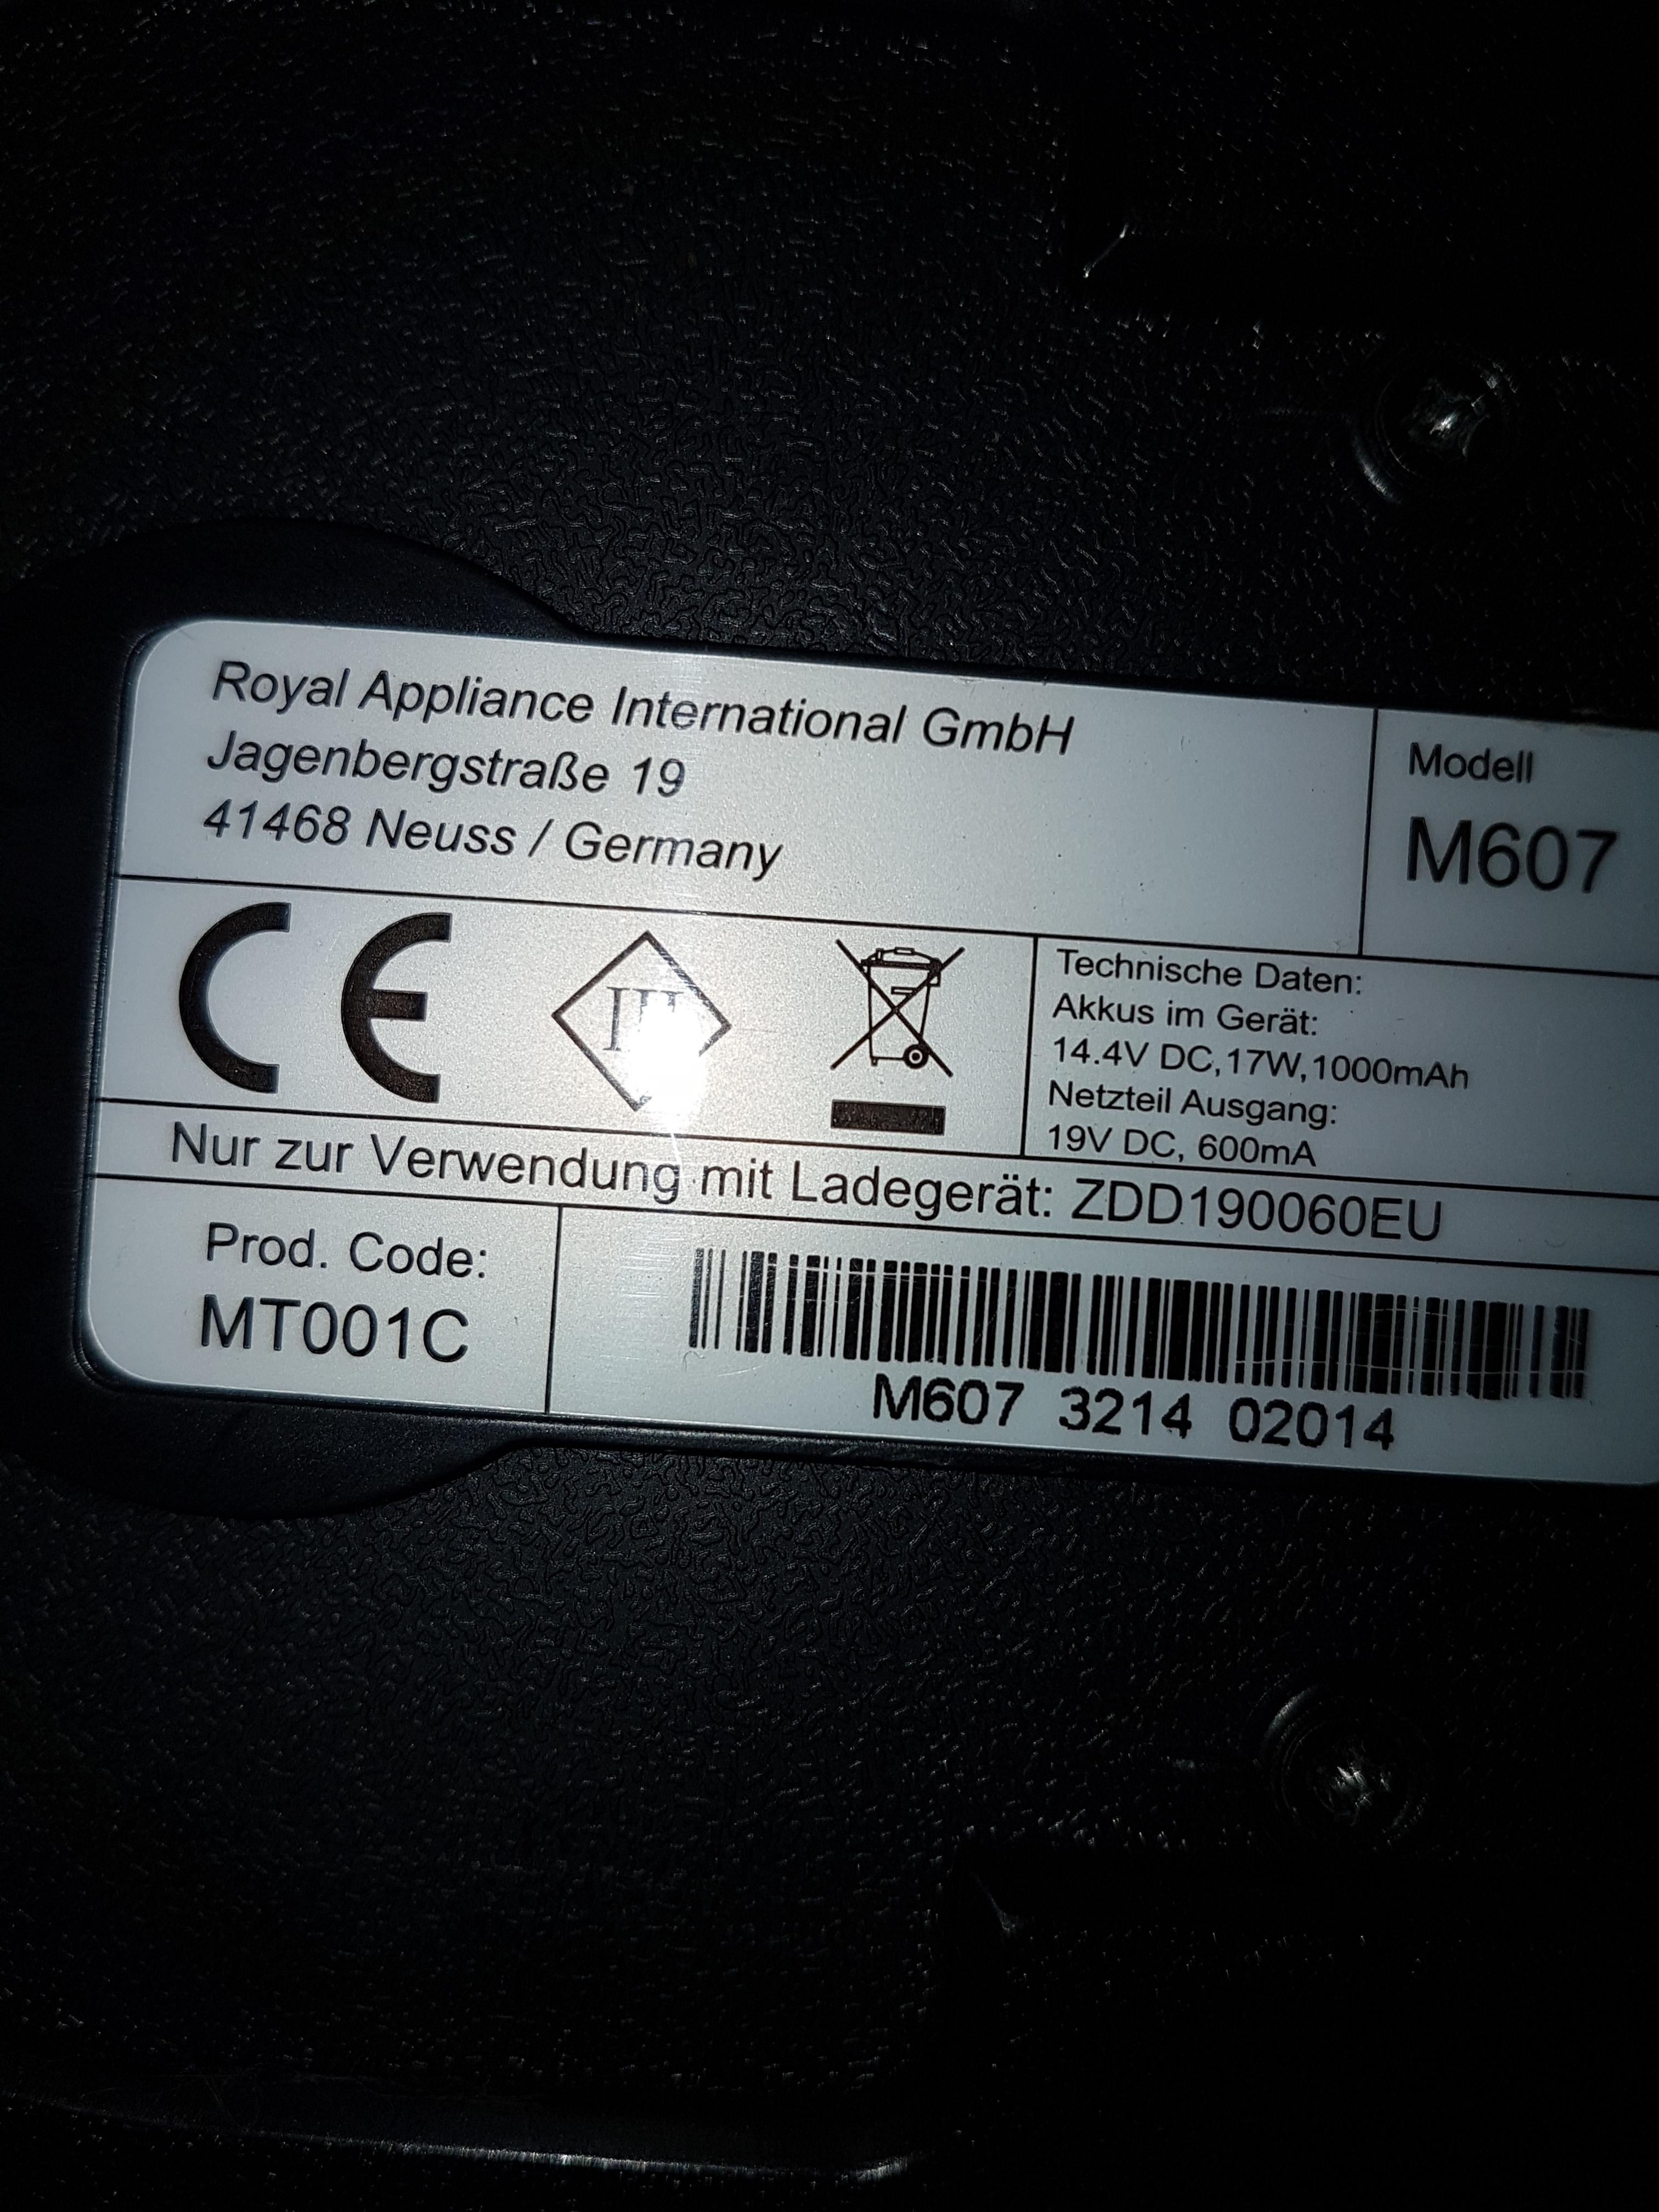 Royal Appliance International GmbH
Jagenbergstraße 19
41468 Neuss / Germany
Modell
M607
CE
Technische Daten:
Akkus im Gerät:
14.4V DC,17W,1000mAh
Netzteil Ausgang:
19V DC, 600mA
Nur zur Verwendung mit Ladegerät: ZDD190060EU
Prod. Code:
MT001C
M607 3214 02014